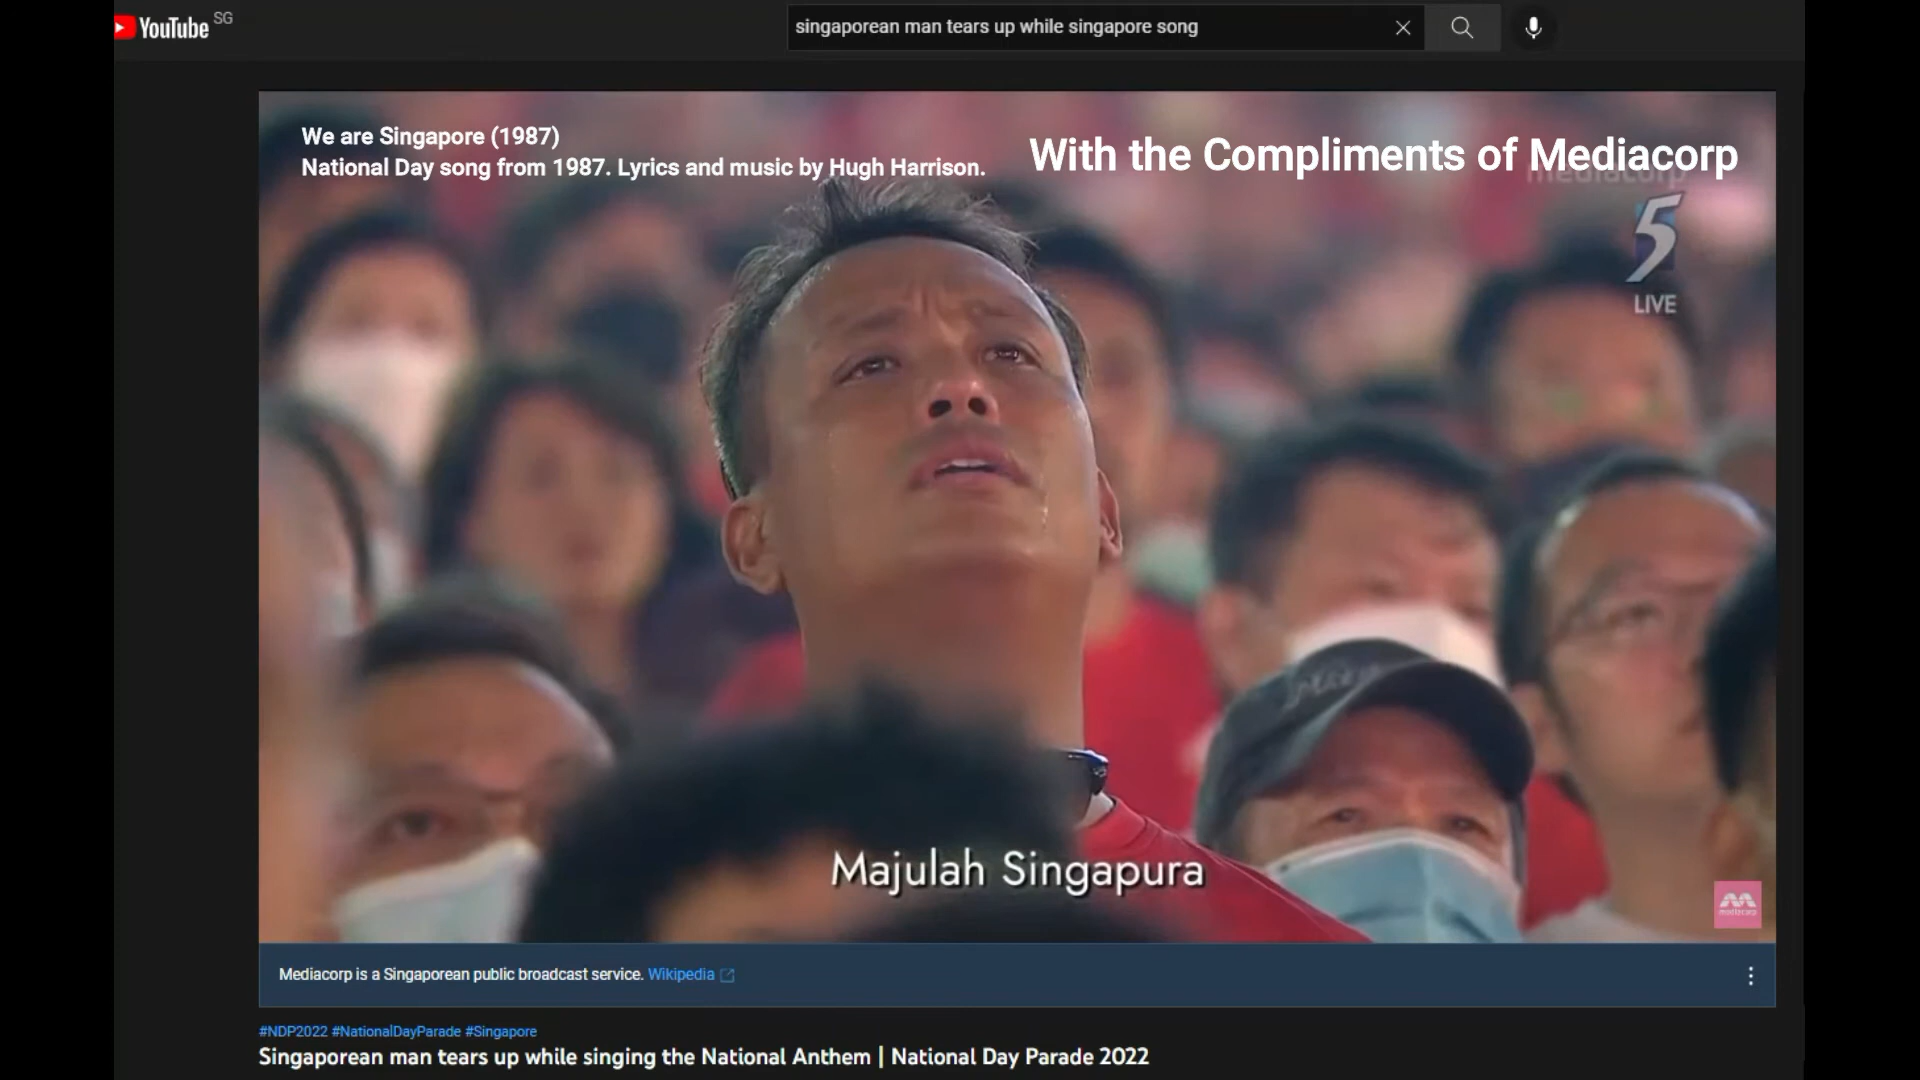 YouTube SG
singaporean man tears up while singapore song
We are Singapore (1987)
National Day song from 1987. Lyrics and music by Hugh Harrison.
With the Compliments of Mediacorp
mediacorp
5
LIVE
Majulah Singapura
mediacorp
Mediacorp is a Singaporean public broadcast service. Wikipedia
#NDP2022 #NationalDayParade #Singapore
Singaporean man tears up while singing the National Anthem | National Day Parade 2022